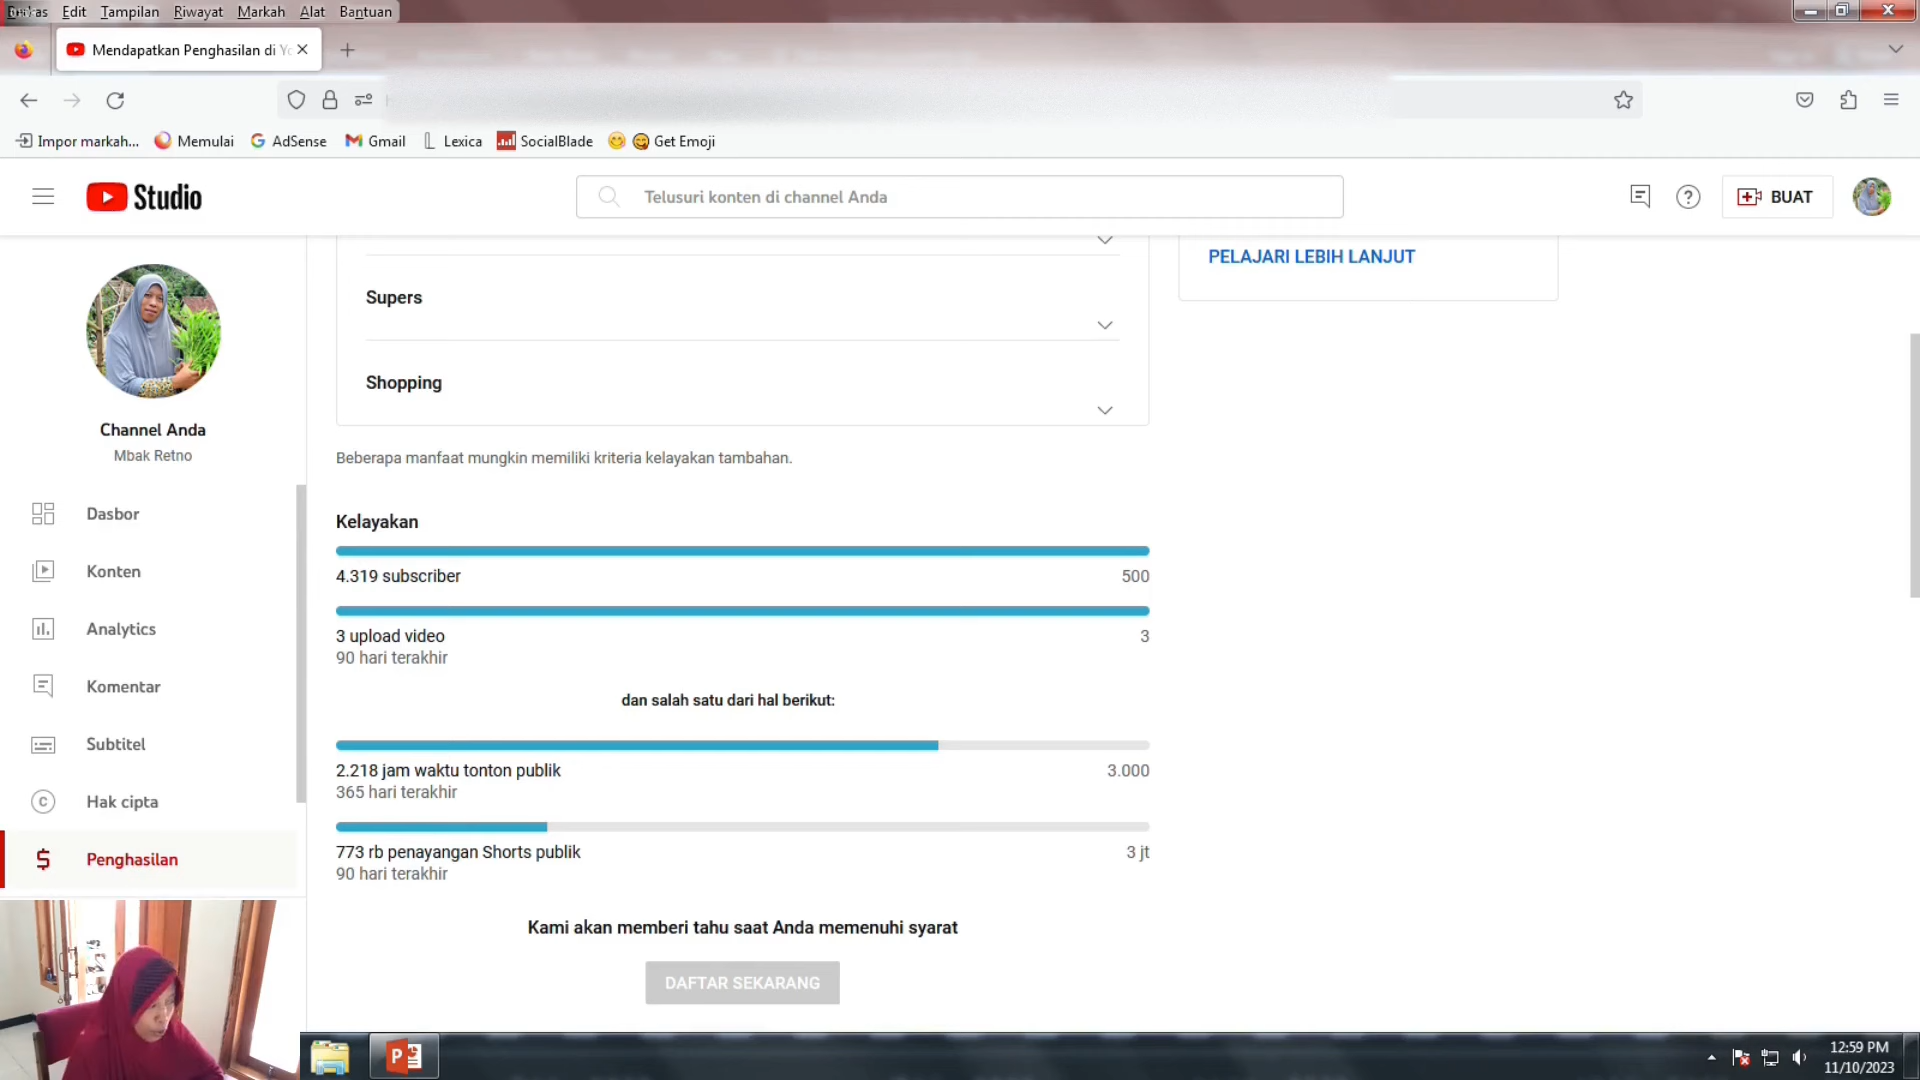 Edit Tampilan Riwayat Markah Alat Bantuan
Mendapatkan Penghasilan di Yo
Impor markah... Memulai AdSense Gmail Lexica SocialBlade Get Emoji
Studio
Telusuri konten di channel Anda
BUAT
PELAJARI LEBIH LANJUT
Supers
Shopping
Beberapa manfaat mungkin memiliki kriteria kelayakan tambahan.
Channel Anda
Mbak Retno
Dasbor
Konten
Analytics
Komentar
Subtitel
Hak cipta
Penghasilan
Kelayakan
4.319 subscriber 500
3 upload video 3
90 hari terakhir
dan salah satu dari hal berikut:
2.218 jam waktu tonton publik 3.000
365 hari terakhir
773 rb penayangan Shorts publik 3 jt
90 hari terakhir
Kami akan memberi tahu saat Anda memenuhi syarat
DAFTAR SEKARANG
12:59 PM
11/10/2023